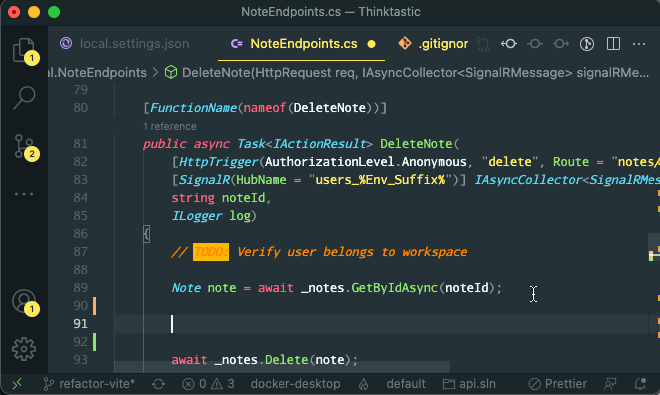 NoteEndpoints.cs — Thinktastic
local.settings.json
C# NoteEndpoints.cs
.gitignor
al.NoteEndpoints > DeleteNote(HttpRequest req, IAsyncCollector<SignalRMessage> signalRMe...
79
80 [FunctionName(nameof(DeleteNote))]
1 reference
81 public async Task<IActionResult> DeleteNote(
82 [HttpTrigger(AuthorizationLevel.Anonymous, "delete", Route = "notes/
83 [SignalR(HubName = "users_%Env_Suffix%")] IAsyncCollector<SignalRMes
84 string noteId,
85 ILogger log)
86 {
87 // TODO: Verify user belongs to workspace
88
89 Note note = await _notes.GetByIdAsync(noteId);
90
91
92
93 await _notes.Delete(note);
1
2
1
refactor-vite* 0 3 docker-desktop default api.sln Prettier